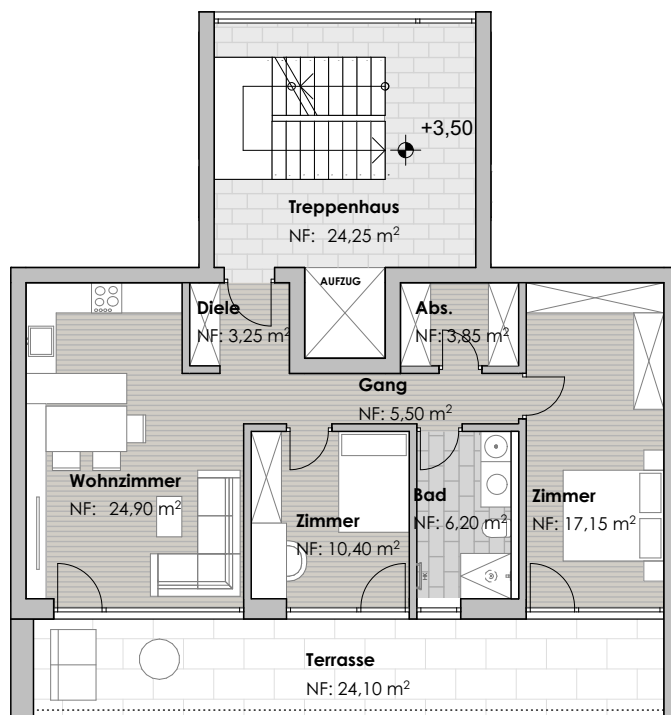 +3,50
Treppenhaus
NF: 24,25 m²
AUFZUG
Diele
NF: 3,25 m²
Abs.
NF: 3,85 m²
Gang
NF: 5,50 m²
Wohnzimmer
NF: 24,90 m²
Zimmer
NF: 10,40 m²
Bad
NF: 6,20 m²
Zimmer
NF: 17,15 m²
HK
Terrasse
NF: 24,10 m²